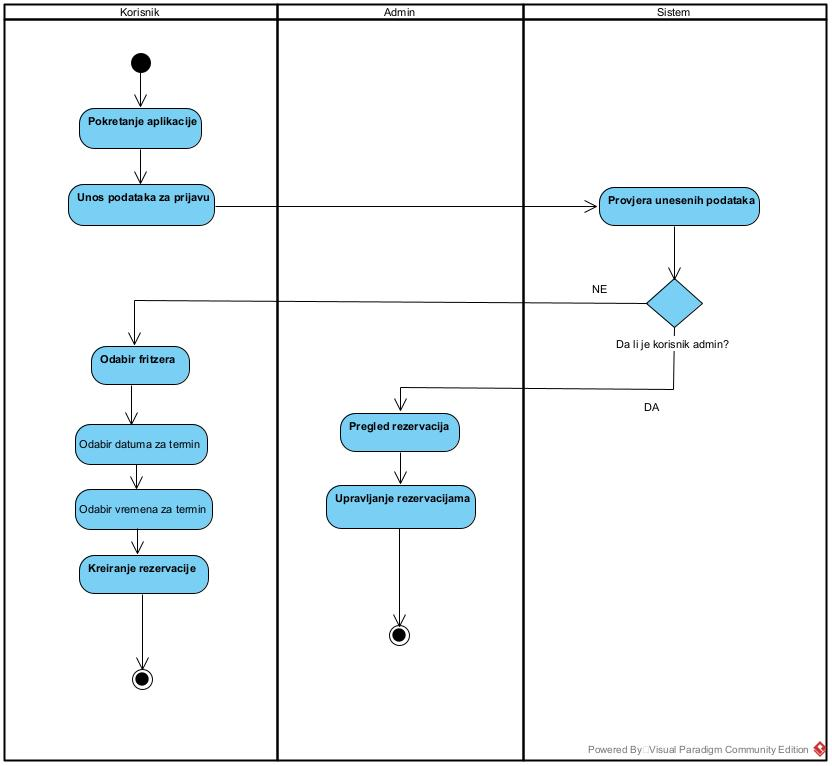 Korisnik
Admin
Sistem
Pokretanje aplikacije
Unos podataka za prijavu
Provjera unesenih podataka
NE
Da li je korisnik admin?
Odabir fritzera
DA
Pregled rezervacija
Odabir datuma za termin
Upravljanje rezervacijama
Odabir vremena za termin
Kreiranje rezervacije
Powered By Visual Paradigm Community Edition